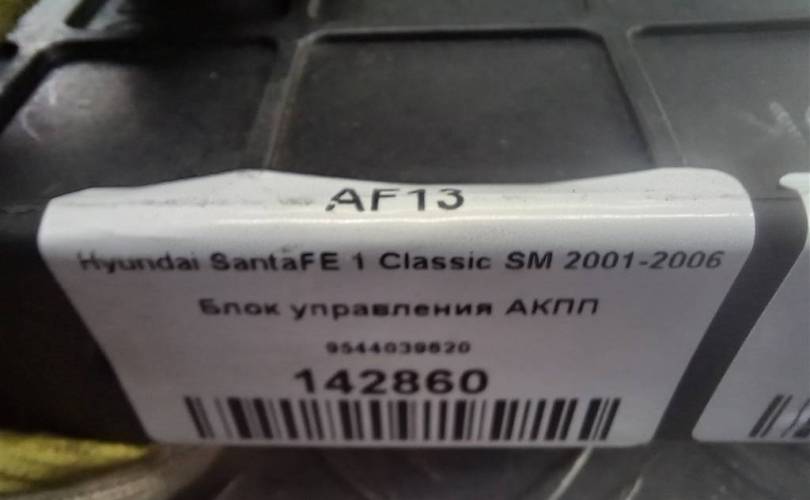 AF13
Hyundai SantaFE 1 Classic SM 2001-2006
Блок управления АКПП
9544039820
142860